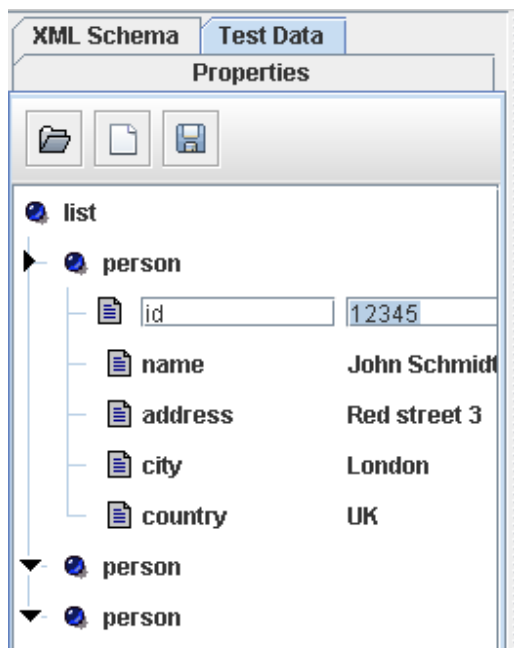 XML Schema Test Data
Properties
list
person
id 12345
name John Schmidt
address Red street 3
city London
country UK
person
person